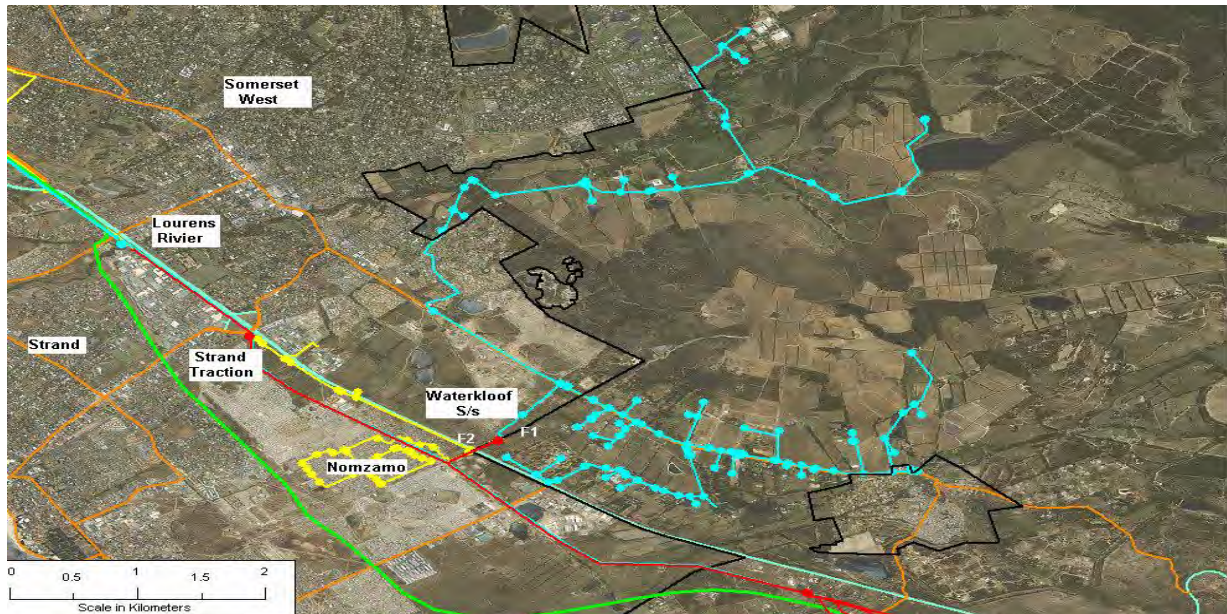 Somerset
West
Lourens
Rivier
Strand
Strand
Traction
Waterkloof
S/s
F2
F1
Nomzamo
0
0.5
1
1.5
2
Scale in Kilometers